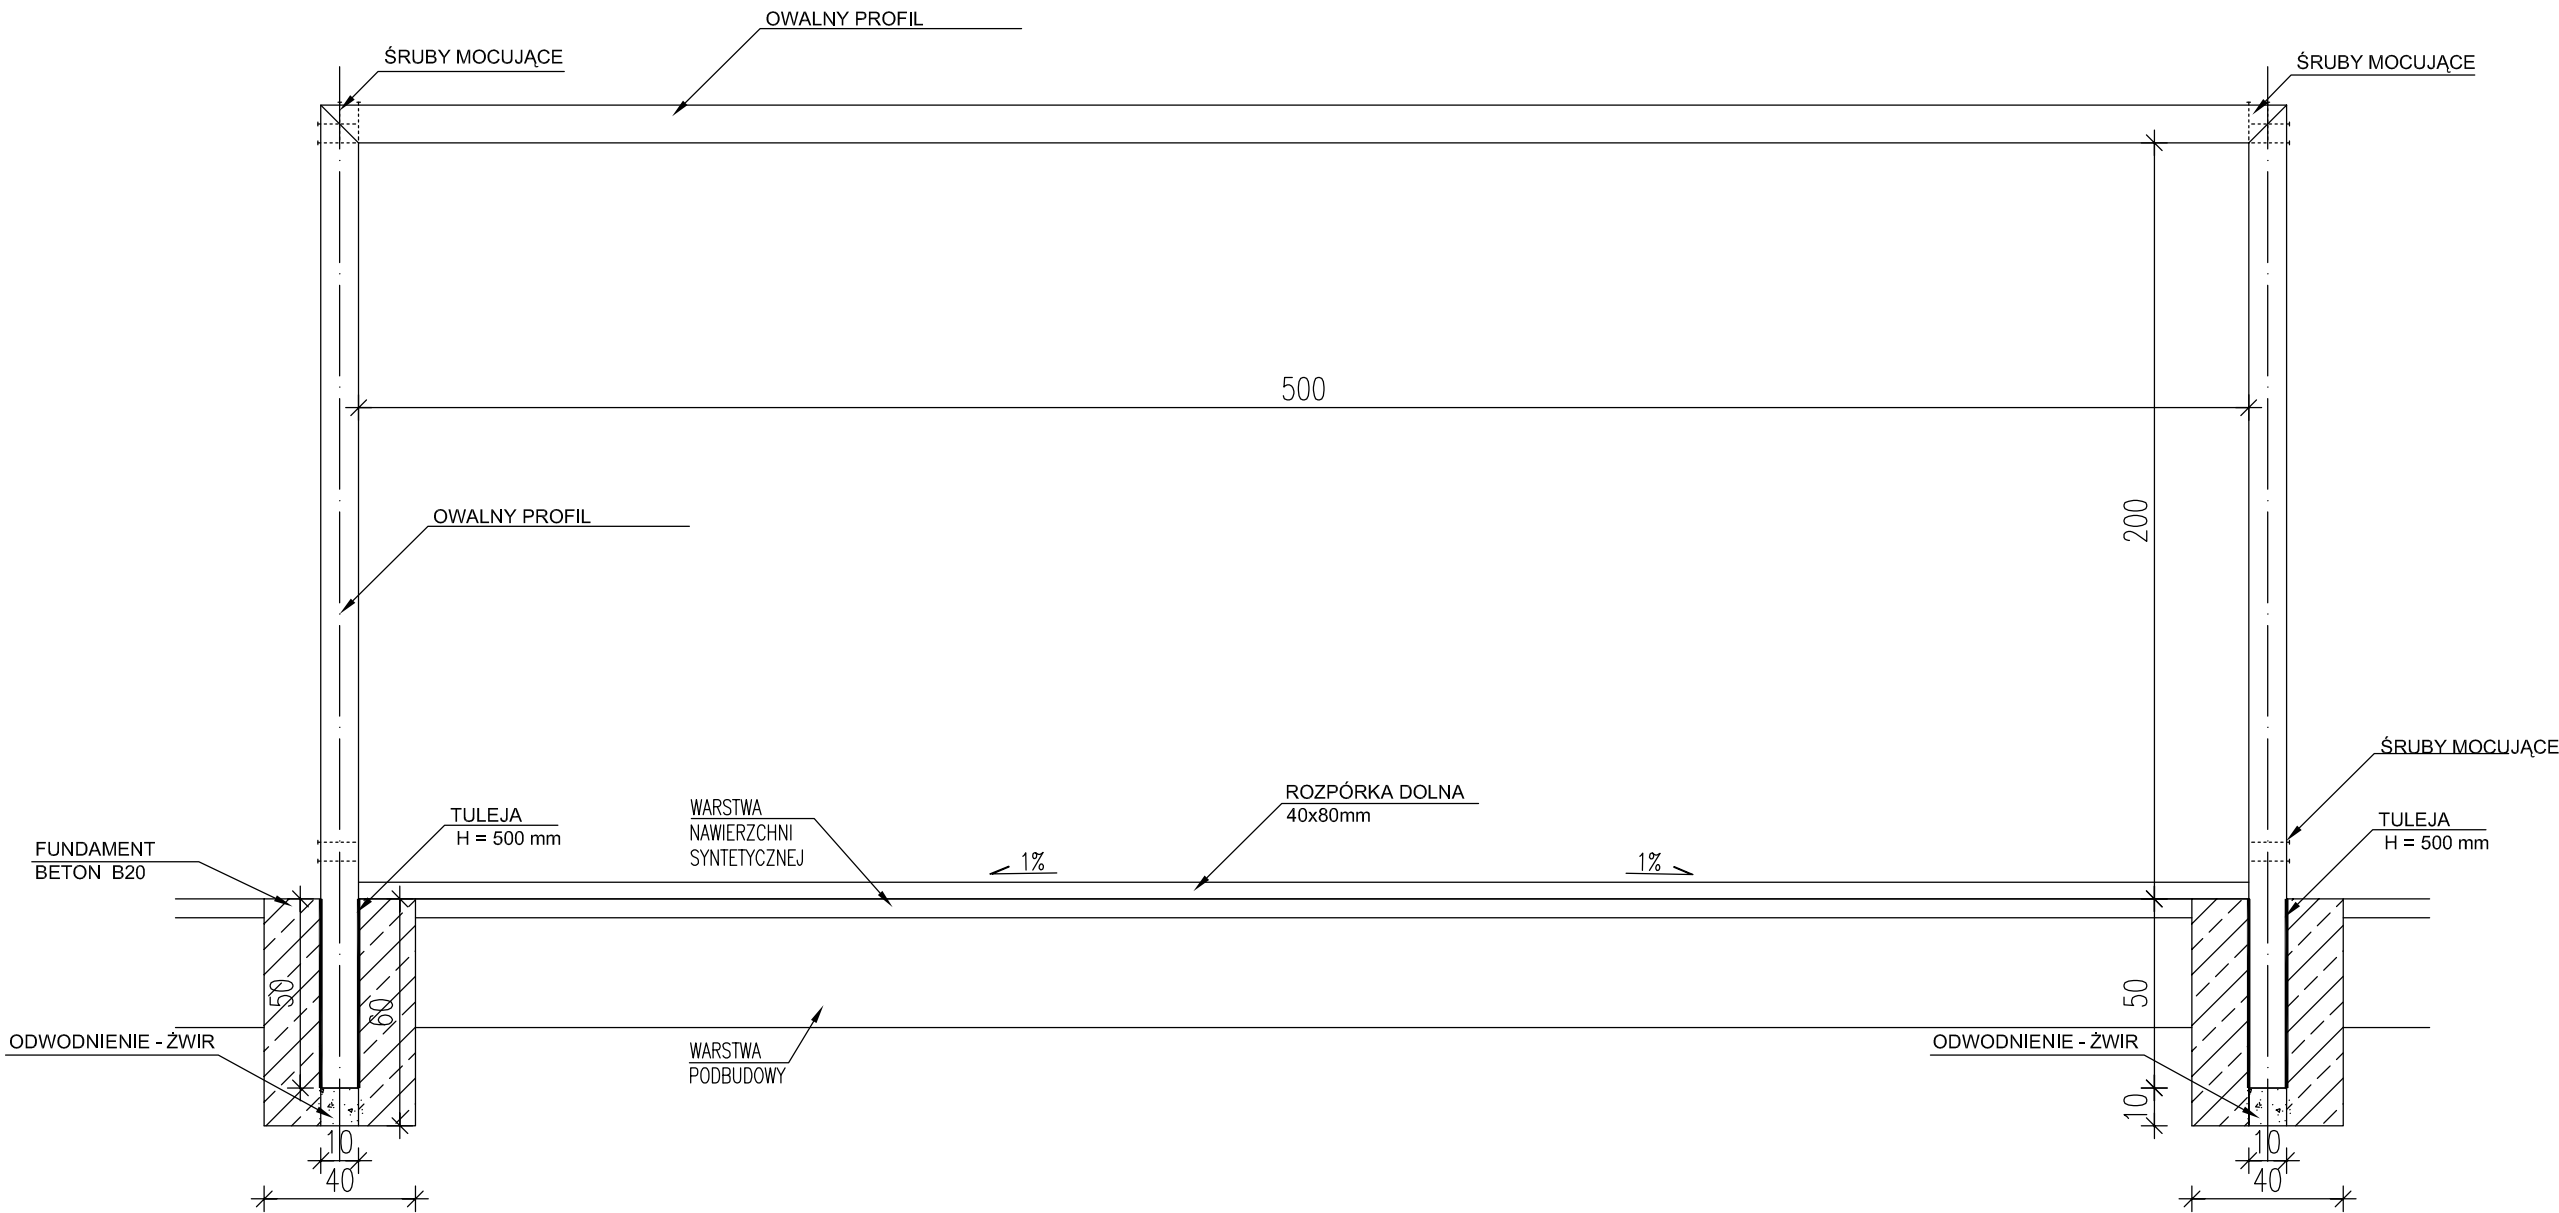 OWALNY PROFIL
ŚRUBY MOCUJĄCE
ŚRUBY MOCUJĄCE
500
OWALNY PROFIL
200
ŚRUBY MOCUJĄCE
ROZPÓRKA DOLNA
40x80mm
WARSTWA
NAWIERZCHNI
SYNTETYCZNEJ
TULEJA
H = 500 mm
TULEJA
H = 500 mm
FUNDAMENT
BETON B20
1%
1%
50
60
50
ODWODNIENIE - ŻWIR
WARSTWA
PODBUDOWY
ODWODNIENIE - ŻWIR
10
10
40
10
40